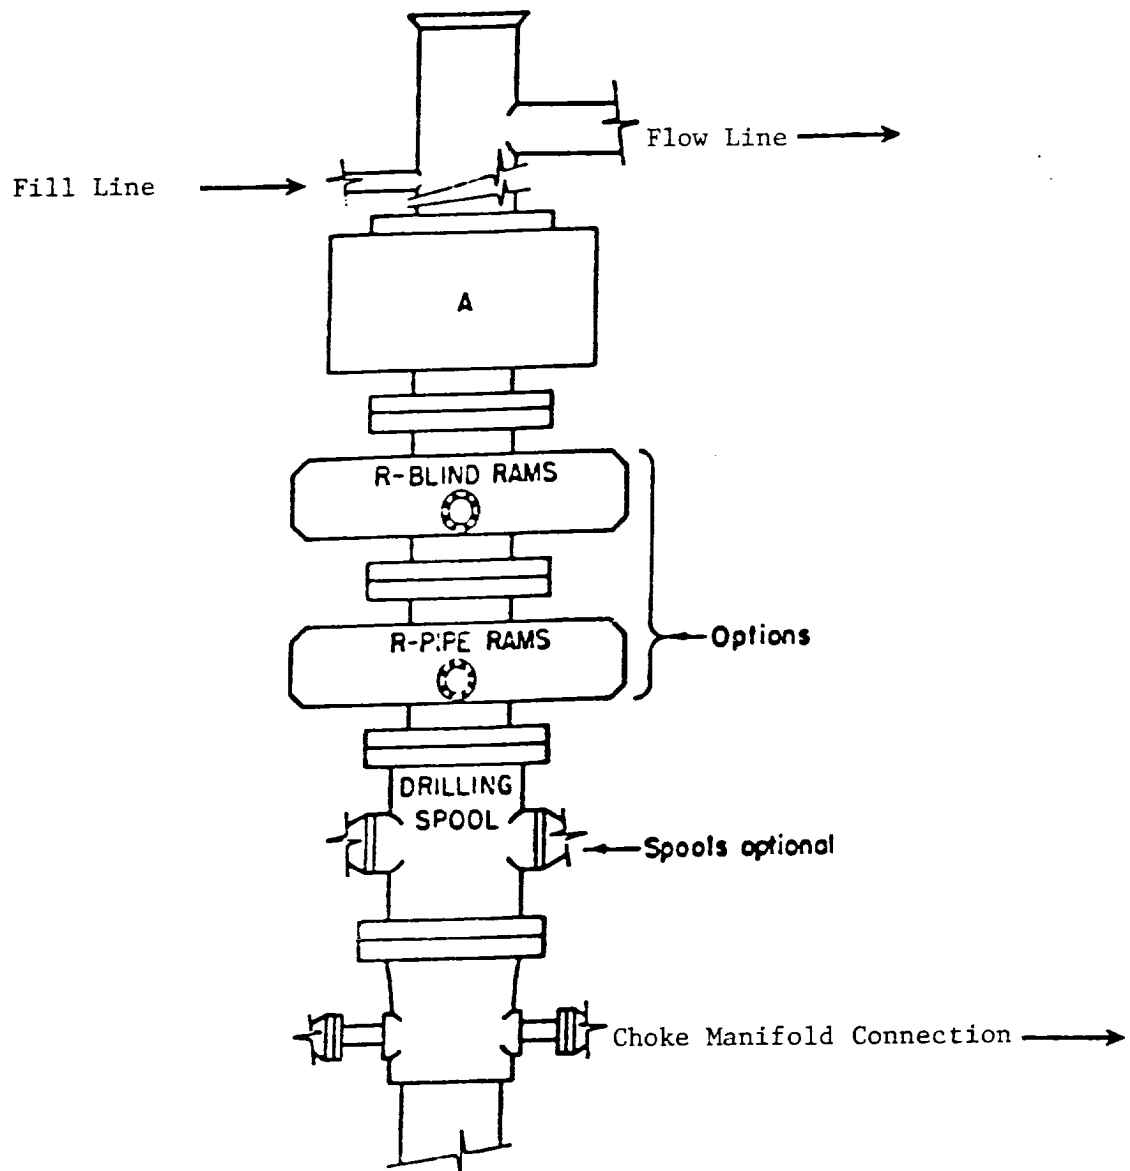 Flow Line
Fill Line
A
R-BLIND RAMS
R-PIPE RAMS
Options
DRILLING
SPOOL
Spools optional
Choke Manifold Connection